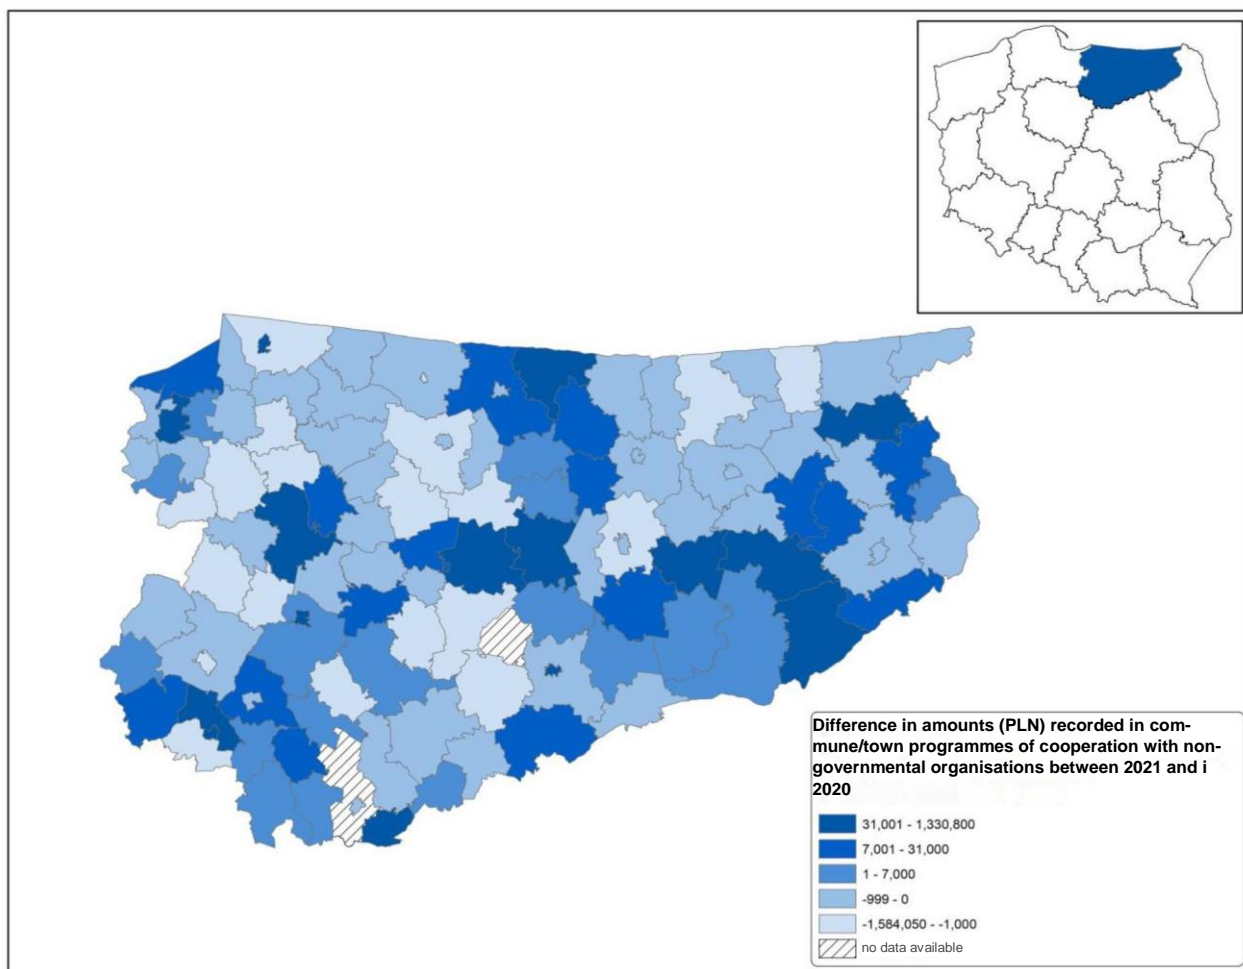 Difference in amounts (PLN) recorded in com-
mune/town programmes of cooperation with non-
governmental organisations between 2021 and i
2020
31,001 - 1,330,800
7,001 - 31,000
1 - 7,000
-999 - 0
-1,584,050 - -1,000
no data available